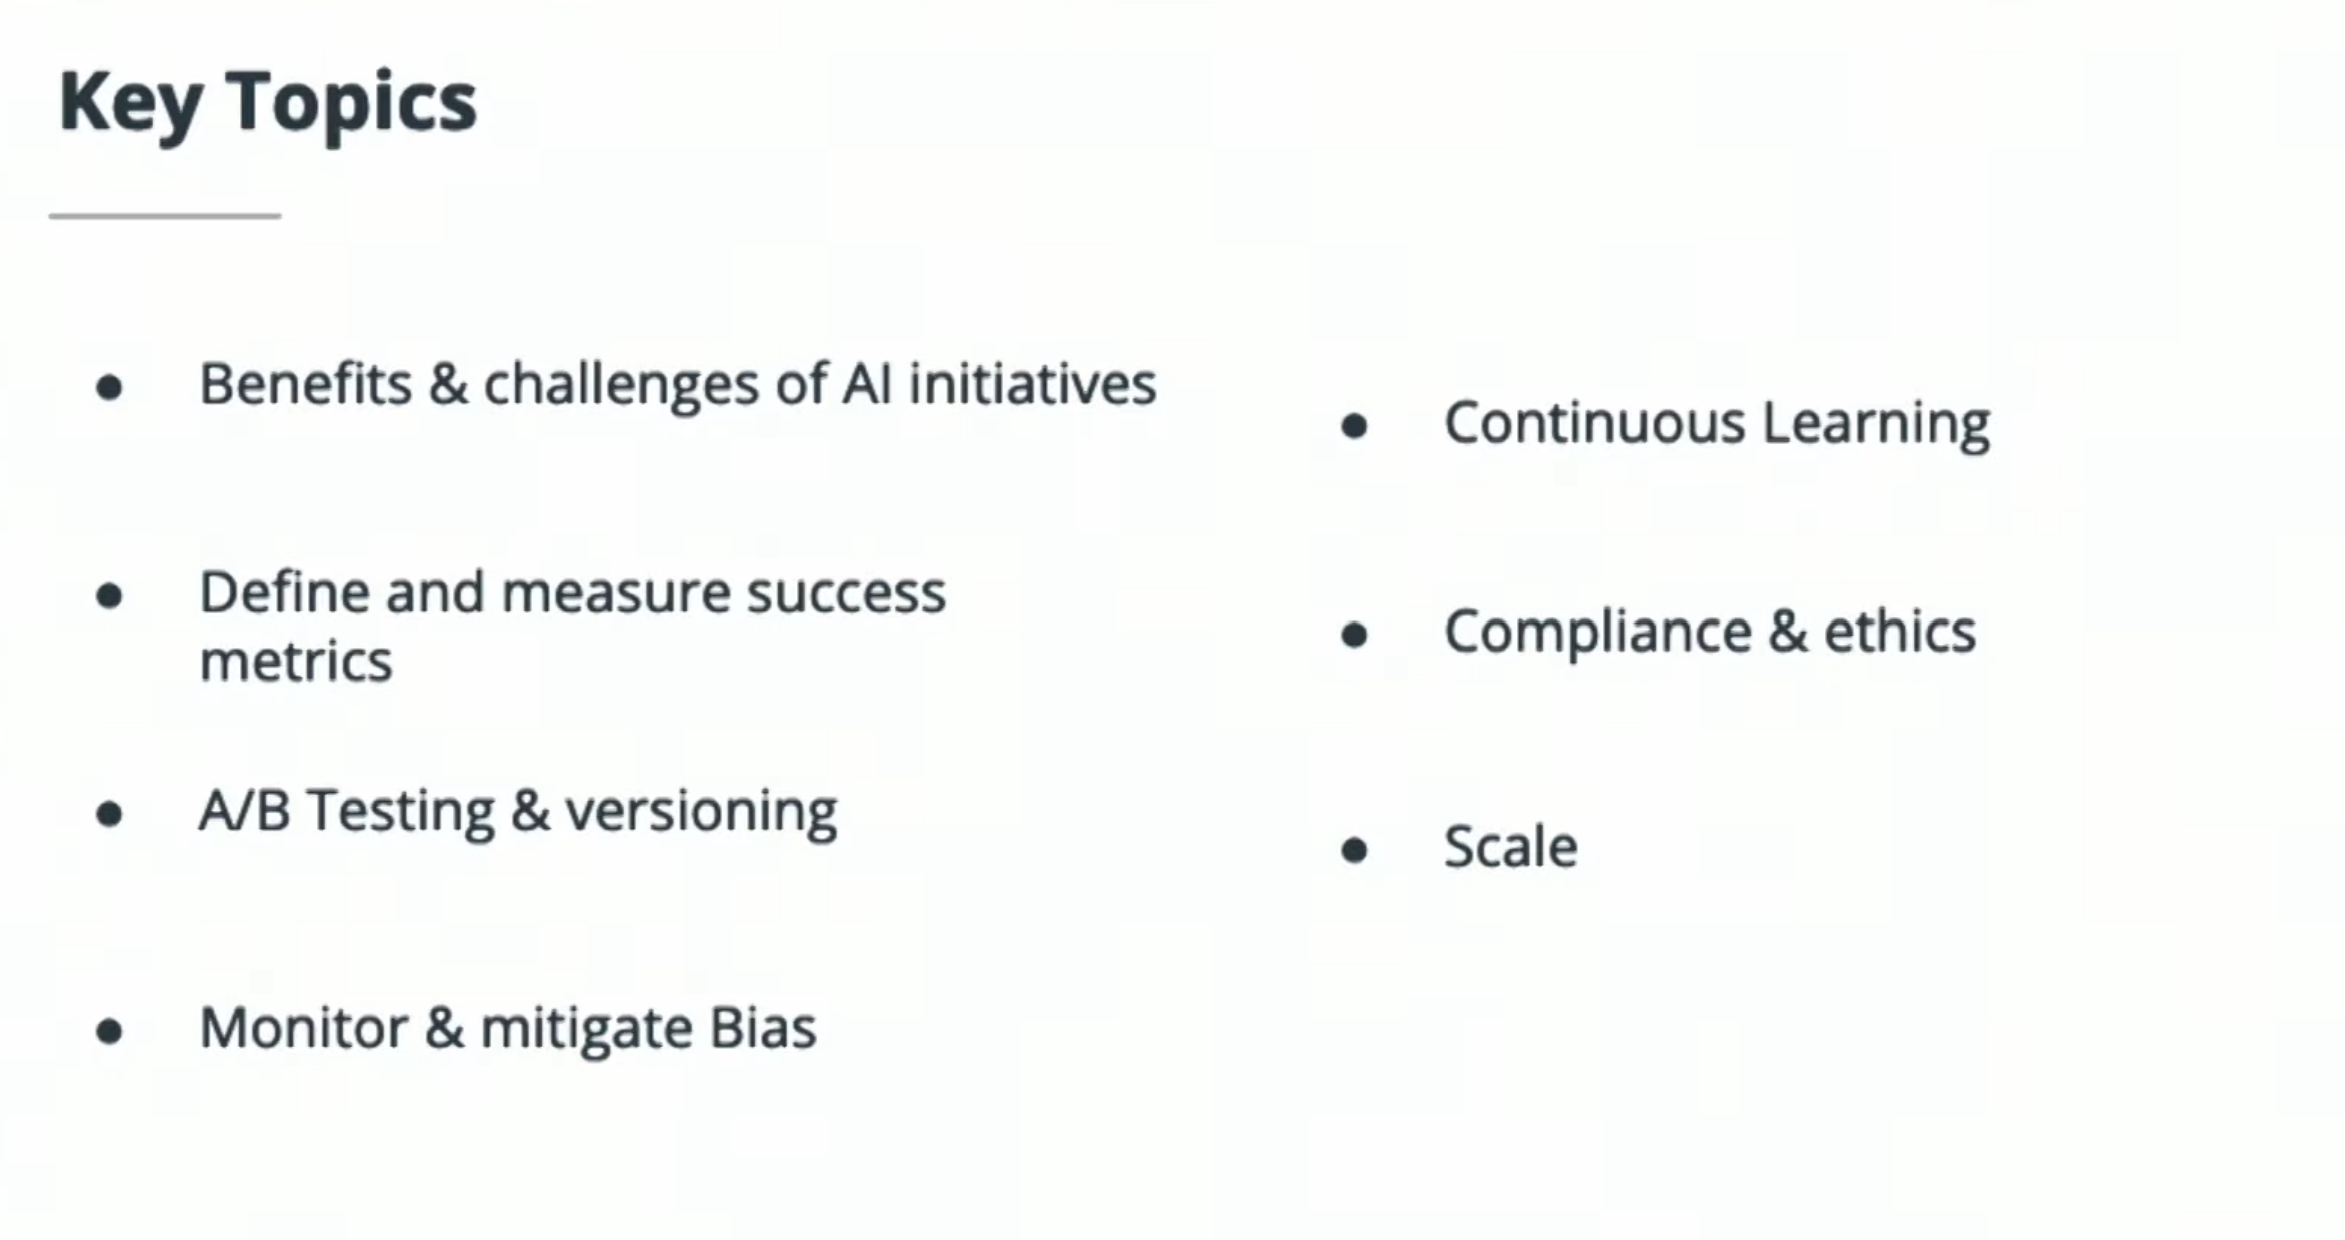 Key Topics
Benefits & challenges of AI initiatives
Define and measure success
metrics
A/B Testing & versioning
Monitor & mitigate Bias
Continuous Learning
Compliance & ethics
Scale